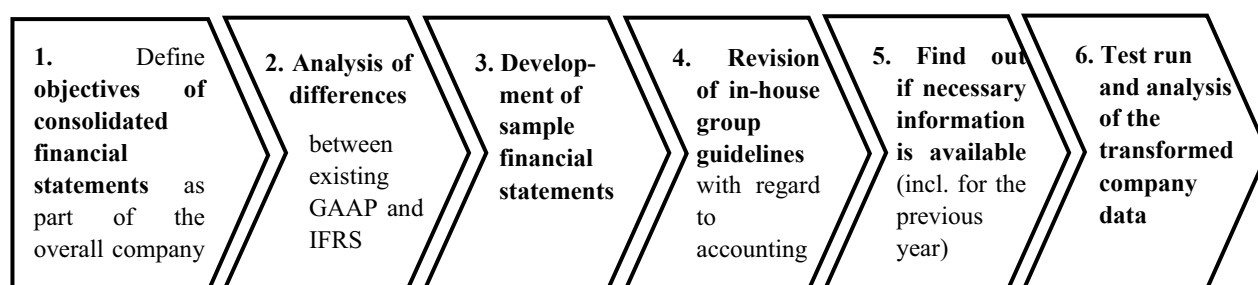 1. Define
objectives of
consolidated
financial
statements as
part of the
overall company
2. Analysis of
differences
between
existing
GAAP and
IFRS
3. Develop-
ment of
sample
financial
statements
4. Revision
of in-house
group
guidelines
with regard
to
accounting
5. Find out
if necessary
information
is available
(incl. for the
previous
year)
6. Test run
and analysis
of the
transformed
company
data